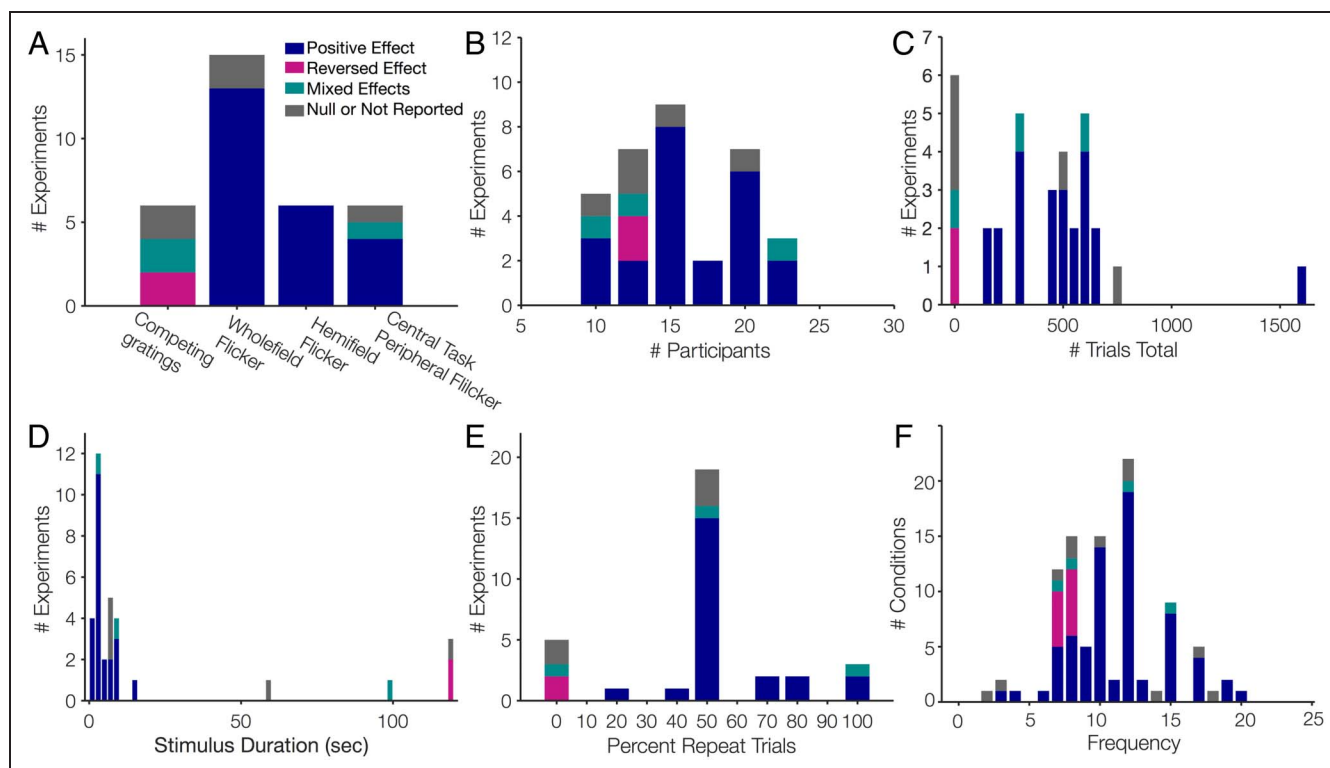 A
# Experiments
15
10
5
0
Positive Effect
Reversed Effect
Mixed Effects
Null or Not Reported
Competing
gratings
Wholefield
Flicker
Hemifield
Flicker
Central Task
Peripheral Flilcker
B
# Experiments
12
10
8
6
4
2
0
5 10 15 20 25 30
# Participants
C
# Experiments
7
6
5
4
3
2
1
0
0 500 1000 1500
# Trials Total
D
# Experiments
12
10
8
6
4
2
0
0 50 100
Stimulus Duration (sec)
E
# Experiments
20
15
10
5
0
0 10 20 30 40 50 60 70 80 90 100
Percent Repeat Trials
F
# Conditions
20
15
10
5
0
0 5 10 15 20 25
Frequency